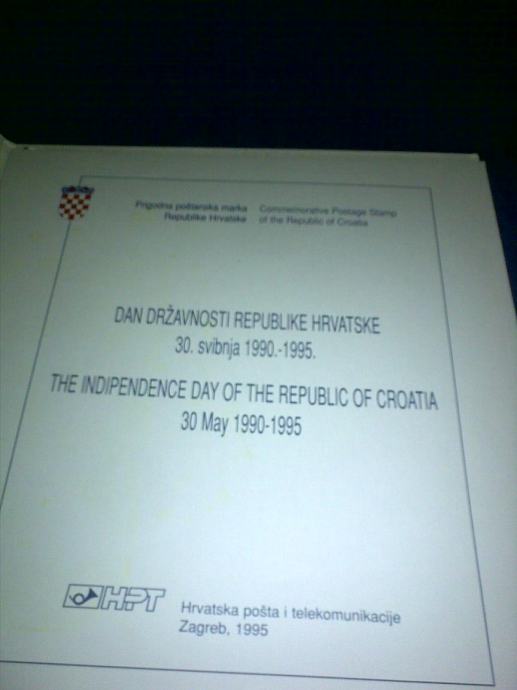 Prigodna poštanska marka
Republike Hrvatske
Commemorative Postage Stamp
of the Republic of Croatia
DAN DRŽAVNOSTI REPUBLIKE HRVATSKE
30. svibnja 1990.-1995.
THE INDIPENDENCE DAY OF THE REPUBLIC OF CROATIA
30 May 1990-1995
HPT
Hrvatska pošta i telekomunikacije
Zagreb, 1995